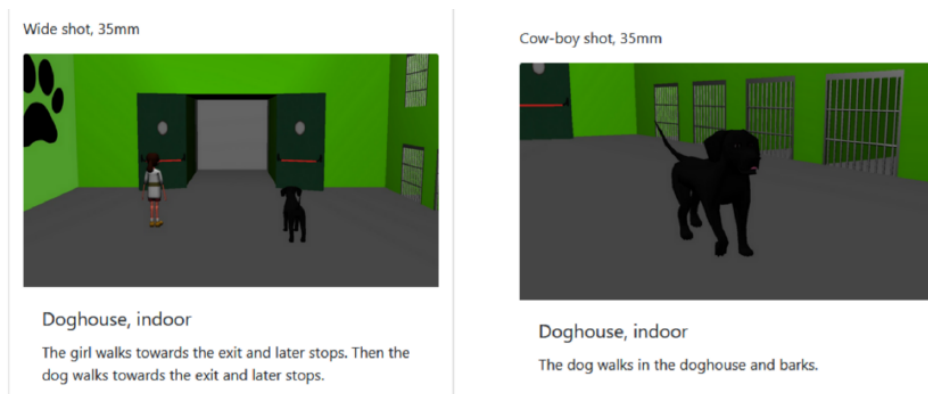 Wide shot, 35mm
Doghouse, indoor
The girl walks towards the exit and later stops. Then the
dog walks towards the exit and later stops.
Cow-boy shot, 35mm
Doghouse, indoor
The dog walks in the doghouse and barks.